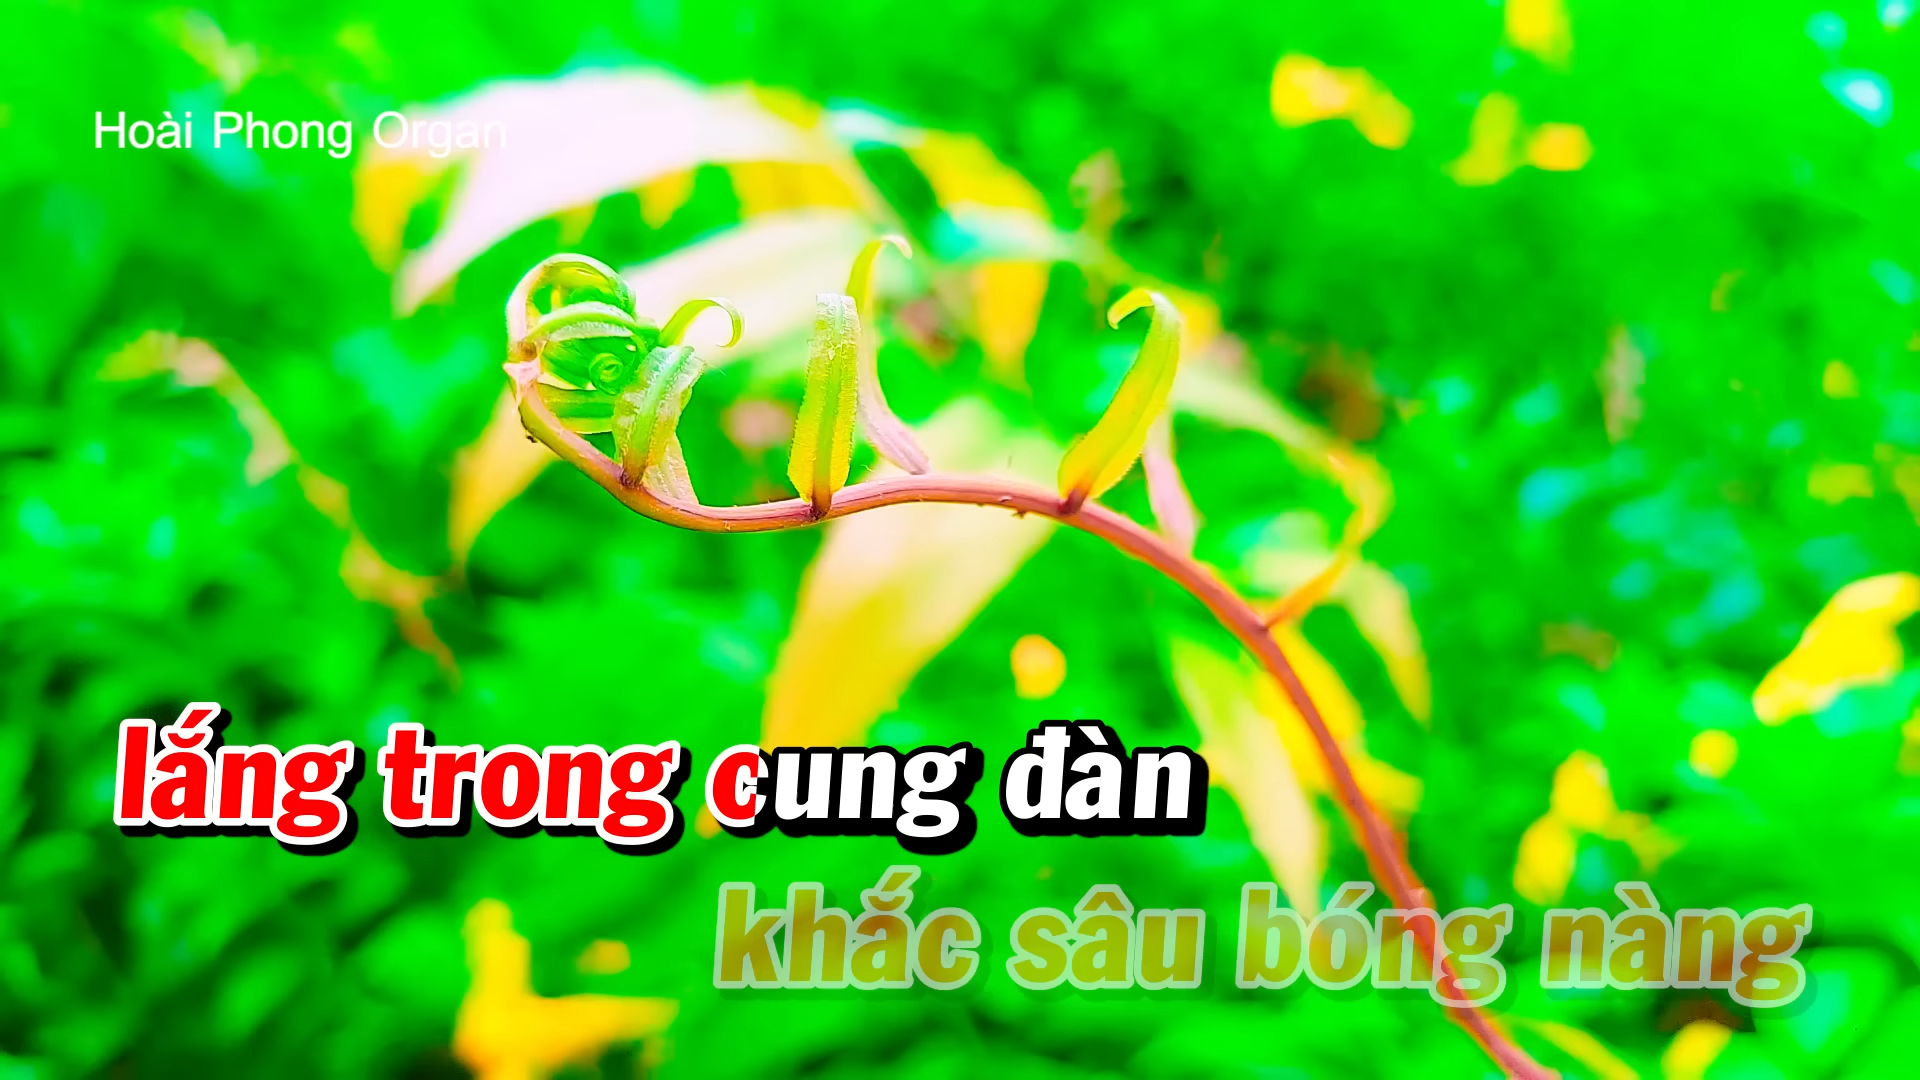 Hoài Phong Organ
lắng trong cung đàn
khắc sâu bóng nàng